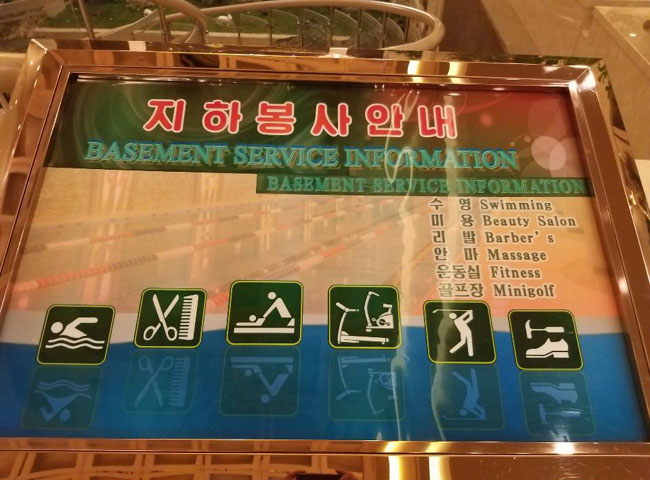 지하봉사안내
BASEMENT SERVICE INFORMATION
BASEMENT SERVICE INFORMATION
수 영 Swimming
미 용 Beauty Salon
리 발 Barber's
안 마 Massage
운동실 Fitness
골프장 Minigolf